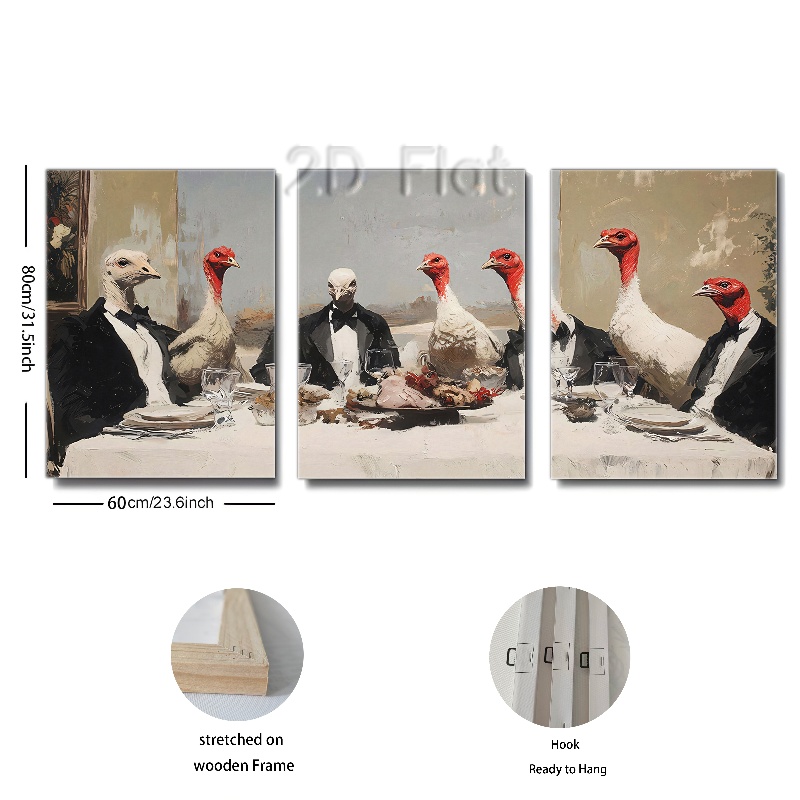 2D Flat
80cm/31.5inch
60cm/23.6inch
stretched on
wooden Frame
Hook
Ready to Hang